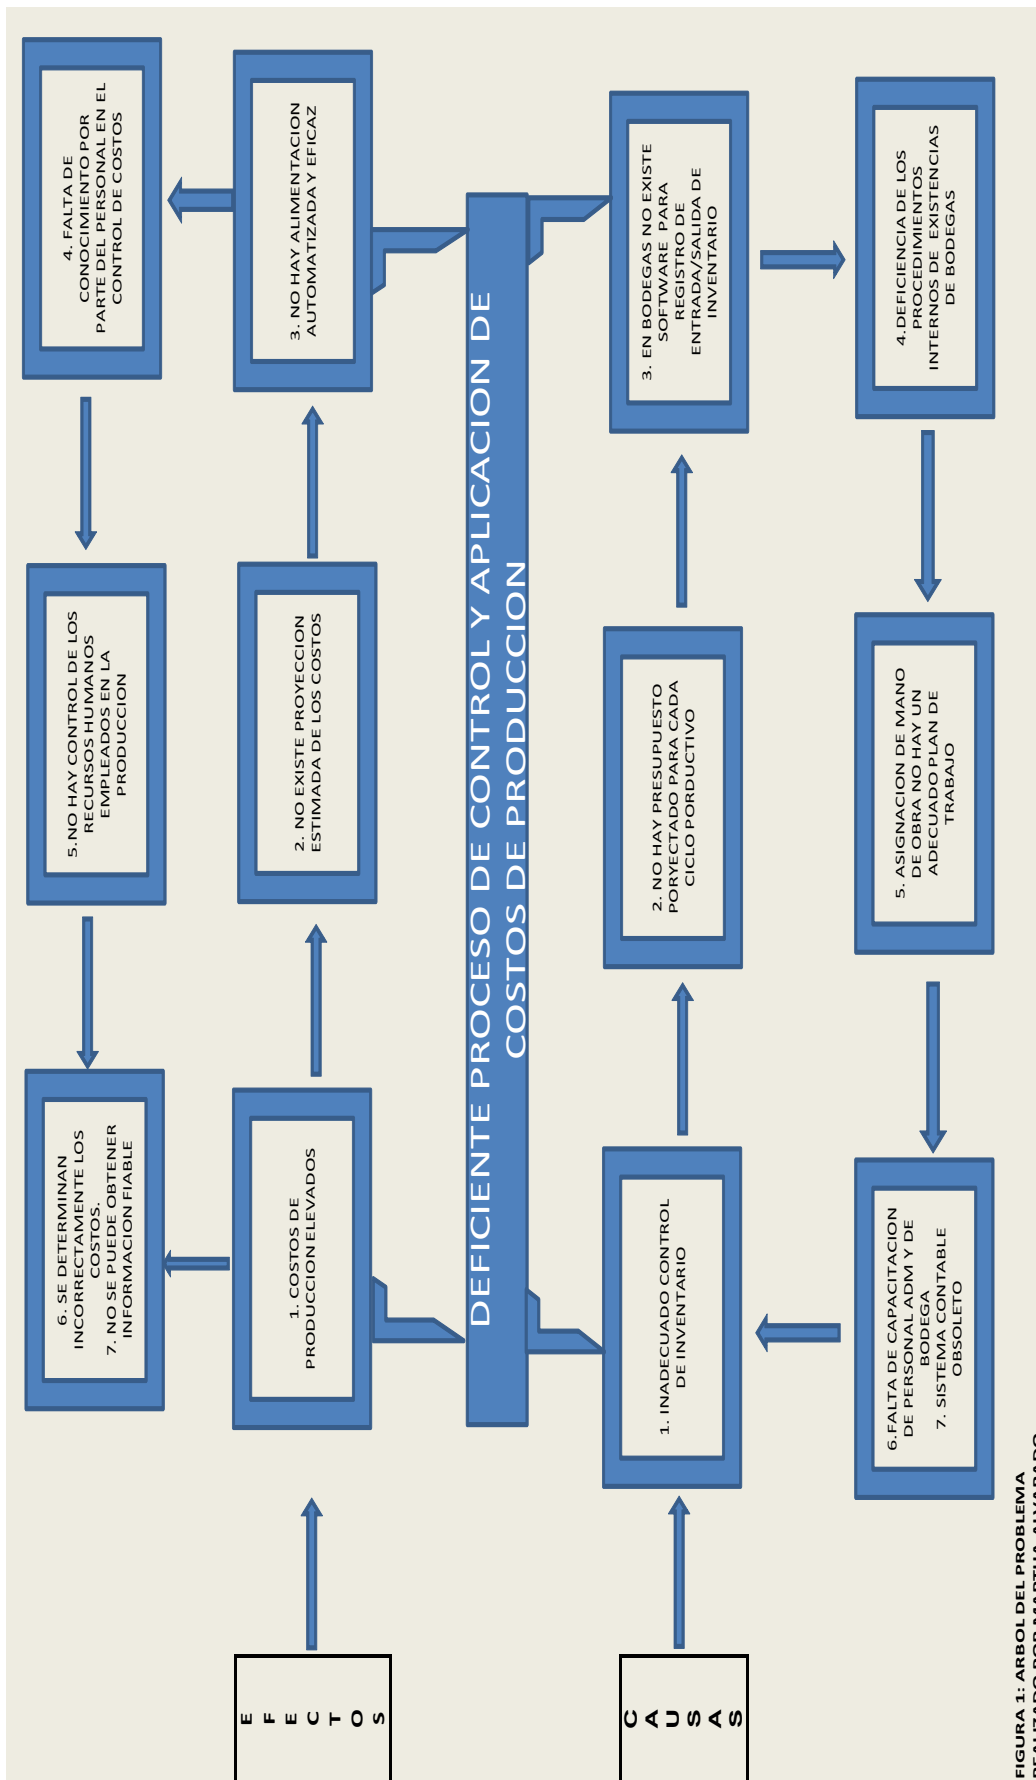 4. FALTA DE
CONOCIMIENTO POR
PARTE DEL PERSONAL EN EL
CONTROL DE COSTOS
5.NO HAY CONTROL DE LOS
RECURSOS HUMANOS
EMPLEADOS EN LA
PRODUCCION
6. SE DETERMINAN
INCORRECTAMENTE LOS
COSTOS.
7. NO SE PUEDE OBTENER
INFORMACION FIABLE
E
F
E
C
T
O
S
1. COSTOS DE
PRODUCCION ELEVADOS
2. NO EXISTE PROYECCION
ESTIMADA DE LOS COSTOS
3. NO HAY ALIMENTACION
AUTOMATIZADA Y EFICAZ
DEFICIENTE PROCESO DE CONTROL Y APLICACION DE
COSTOS DE PRODUCCION
C
A
U
S
A
S
1. INADECUADO CONTROL
DE INVENTARIO
2. NO HAY PRESUPUESTO
PORYECTADO PARA CADA
CICLO PORDUCTIVO
3. EN BODEGAS NO EXISTE
SOFTWARE PARA
REGISTRO DE
ENTRADA/SALIDA DE
INVENTARIO
4.DEFICIENCIA DE LOS
PROCEDIMIENTOS
INTERNOS DE EXISTENCIAS
DE BODEGAS
5. ASIGNACION DE MANO
DE OBRA NO HAY UN
ADECUADO PLAN DE
TRABAJO
6.FALTA DE CAPACITACION
DE PERSONAL ADM Y DE
BODEGA
7. SISTEMA CONTABLE
OBSOLETO
FIGURA 1: ARBOL DEL PROBLEMA
REALIZADO POR MARTHA ALVARADO